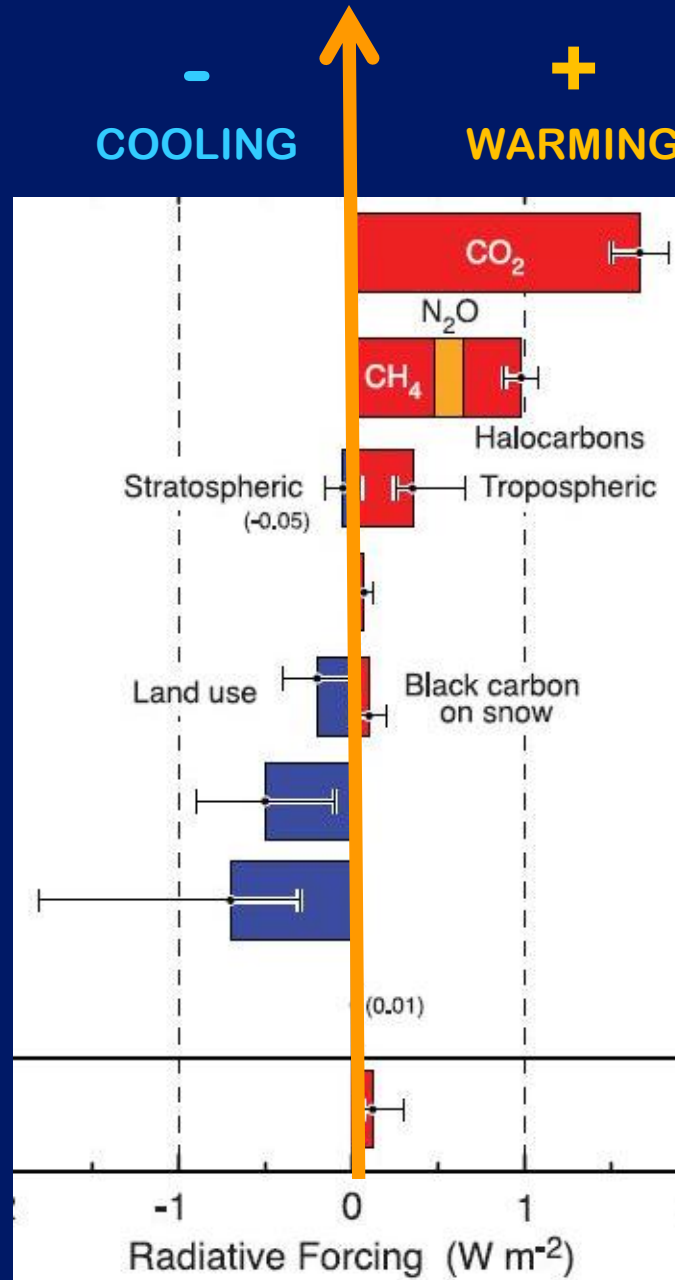 - +
COOLING WARMING
CO₂
N₂O
CH₄
Halocarbons
Stratospheric Tropospheric
(-0.05)
Land use Black carbon
on snow
(0.01)
-1 0 1
Radiative Forcing (W m⁻²)